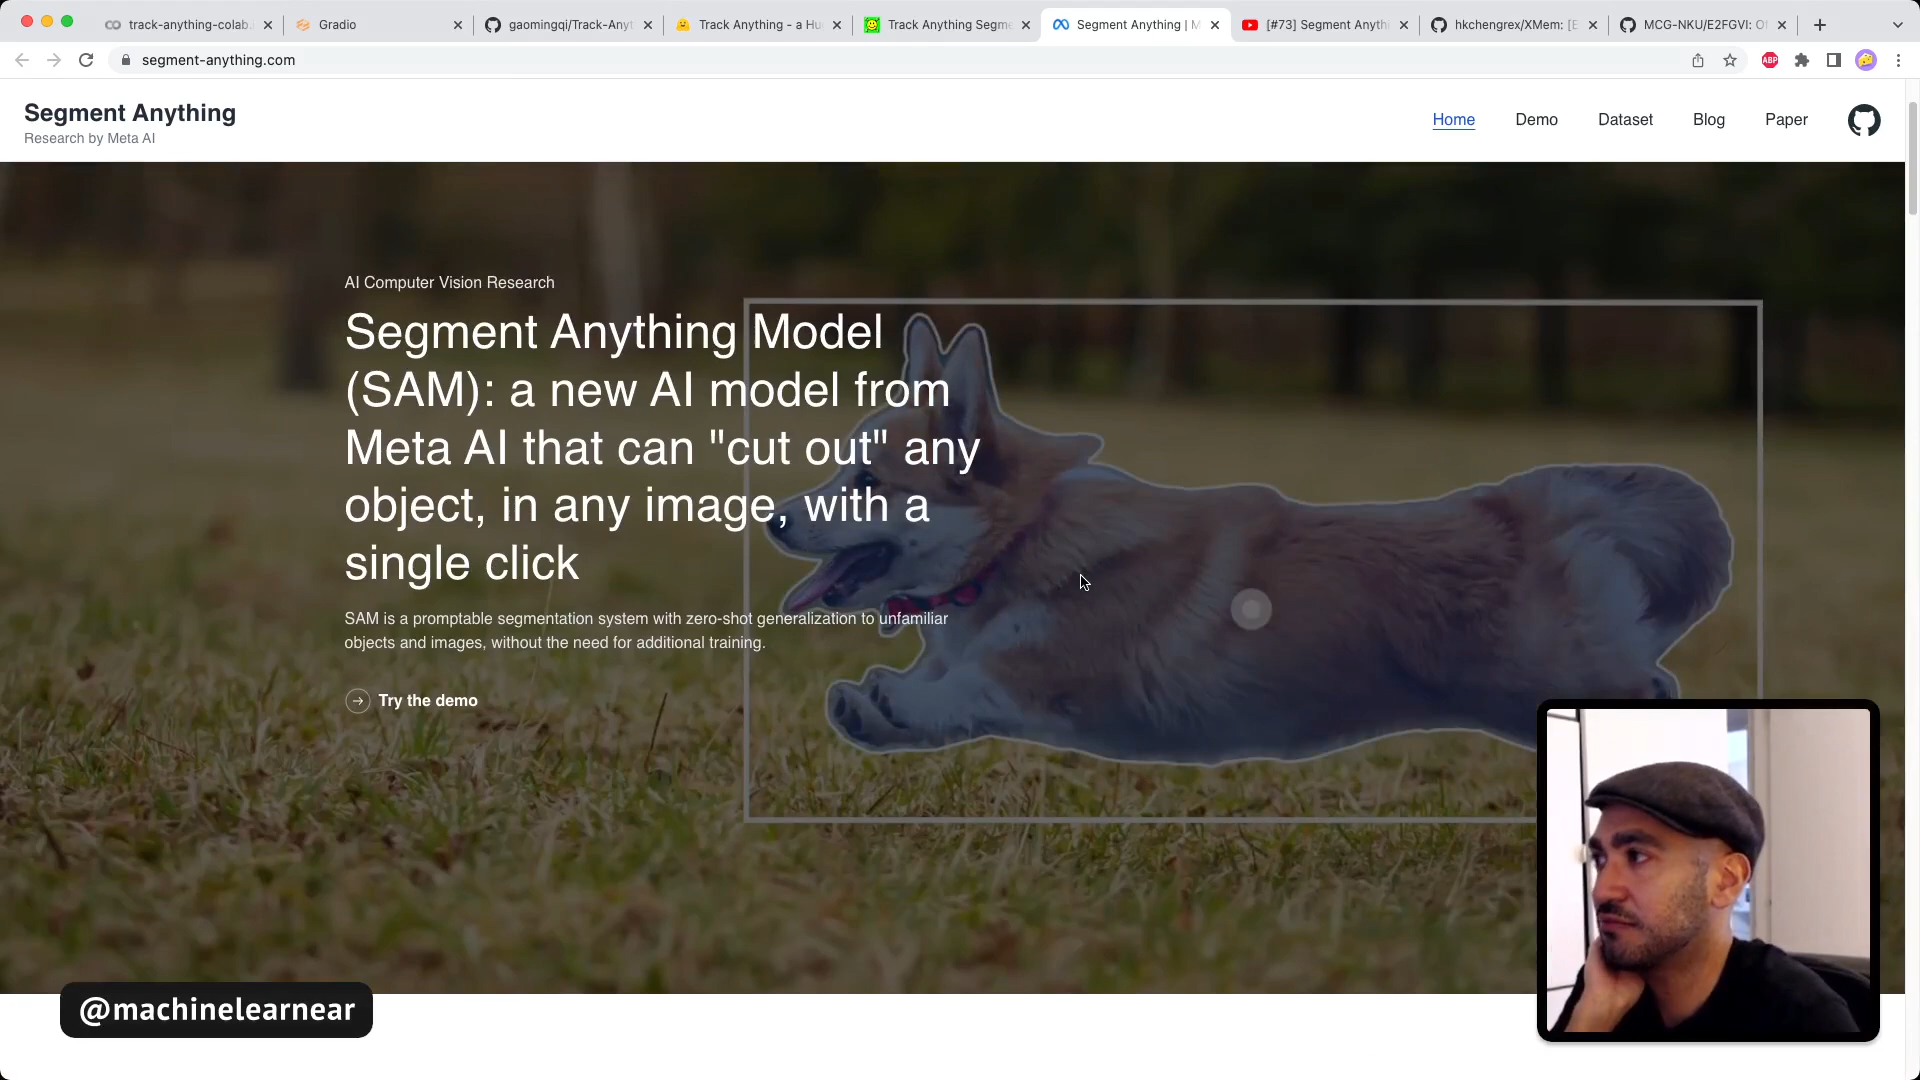 track-anything-colab.
Gradio
gaomingqi/Track-Anyt
Track Anything - a Hu
Track Anything Segme
Segment Anything | M
[#73] Segment Anythi
hkchengrex/XMem: [E
MCG-NKU/E2FGVI: O
segment-anything.com
ABP
Segment Anything
Research by Meta AI
Home
Demo
Dataset
Blog
Paper
AI Computer Vision Research
Segment Anything Model
(SAM): a new AI model from
Meta AI that can "cut out" any
object, in any image, with a
single click
SAM is a promptable segmentation system with zero-shot generalization to unfamiliar
objects and images, without the need for additional training.
Try the demo
@machinelearnear